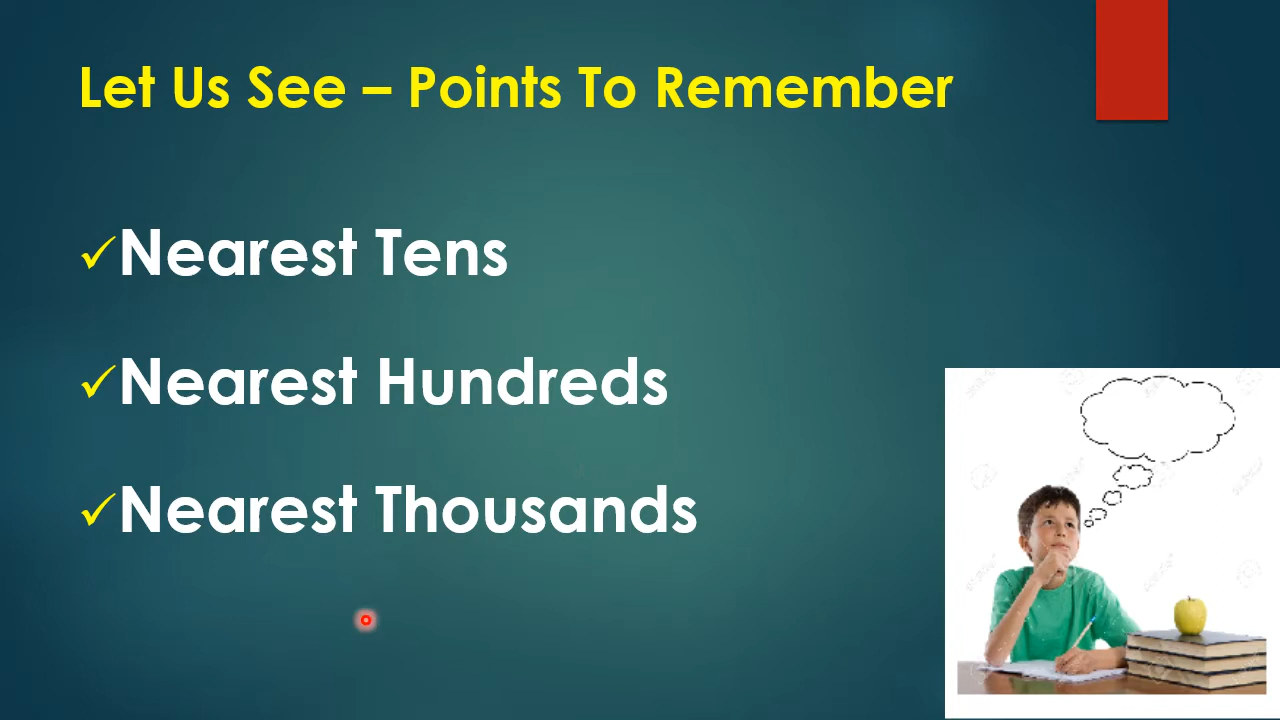 Let Us See – Points To Remember
✓Nearest Tens
✓Nearest Hundreds
✓Nearest Thousands